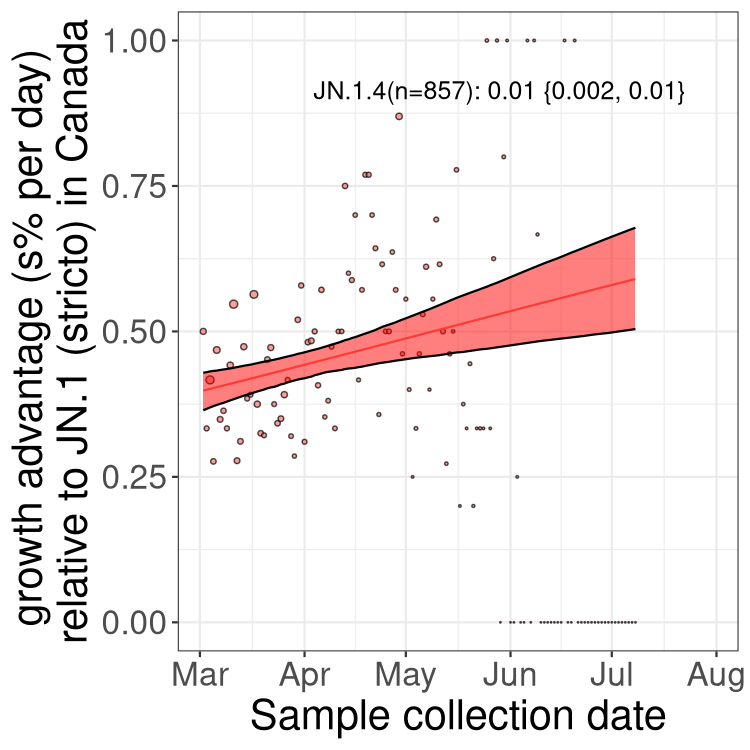 growth advantage (s% per day)
relative to JN.1 (stricto) in Canada
1.00
0.75
0.50
0.25
0.00
JN.1.4(n=857): 0.01 {0.002, 0.01}
Mar Apr May Jun Jul Aug
Sample collection date